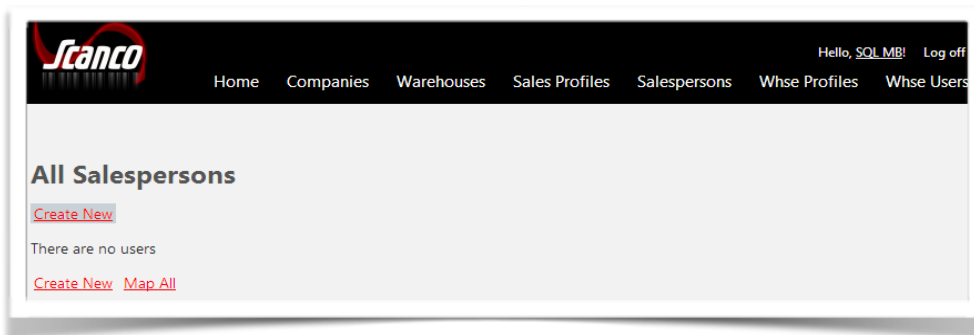 Scanco
Hello, SQL MB! Log off
Home Companies Warehouses Sales Profiles Salespersons Whse Profiles Whse Users
All Salespersons
Create New
There are no users
Create New Map All